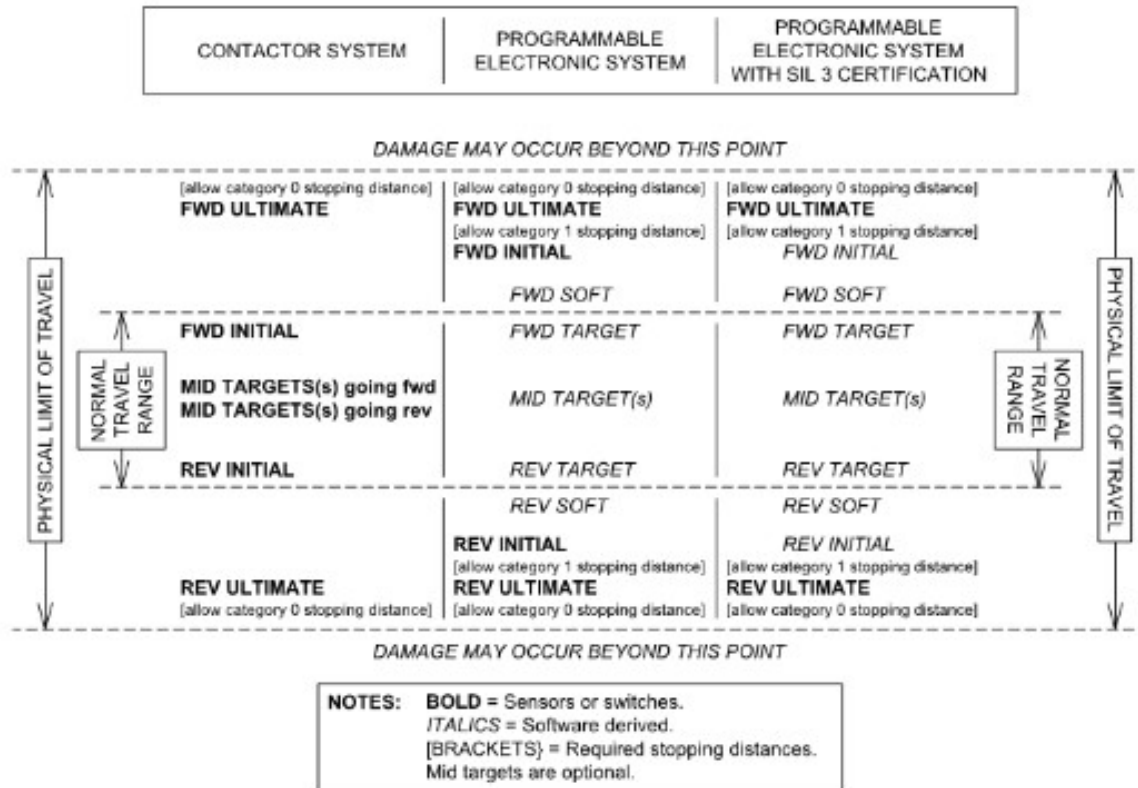 CONTACTOR SYSTEM
PROGRAMMABLE
ELECTRONIC SYSTEM
PROGRAMMABLE
ELECTRONIC SYSTEM
WITH SIL 3 CERTIFICATION
DAMAGE MAY OCCUR BEYOND THIS POINT
PHYSICAL LIMIT OF TRAVEL
NORMAL
TRAVEL
RANGE
[allow category 0 stopping distance]
FWD ULTIMATE
FWD INITIAL
MID TARGETS(s) going fwd
MID TARGETS(s) going rev
REV INITIAL
REV ULTIMATE
[allow category 0 stopping distance]
[allow category 0 stopping distance]
FWD ULTIMATE
[allow category 1 stopping distance]
FWD INITIAL
FWD SOFT
FWD TARGET
MID TARGET(s)
REV TARGET
REV SOFT
REV INITIAL
[allow category 1 stopping distance]
REV ULTIMATE
[allow category 0 stopping distance]
[allow category 0 stopping distance]
FWD ULTIMATE
[allow category 1 stopping distance]
FWD INITIAL
FWD SOFT
FWD TARGET
MID TARGET(s)
REV TARGET
REV SOFT
REV INITIAL
[allow category 1 stopping distance]
REV ULTIMATE
[allow category 0 stopping distance]
NORMAL
TRAVEL
RANGE
PHYSICAL LIMIT OF TRAVEL
DAMAGE MAY OCCUR BEYOND THIS POINT
NOTES: BOLD = Sensors or switches.
ITALICS = Software derived.
[BRACKETS} = Required stopping distances.
Mid targets are optional.